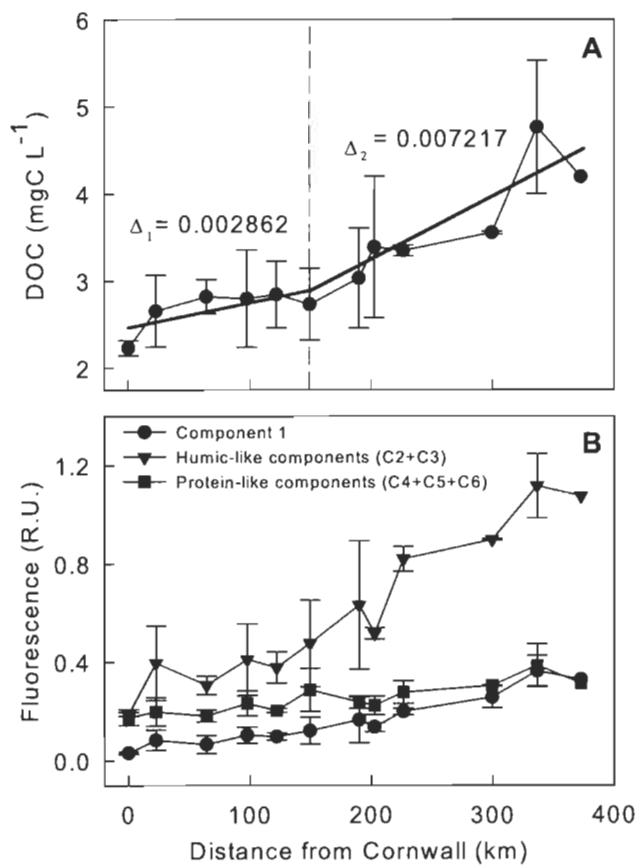 6
A
5
Δ2 = 0.007217
4
Δ1 = 0.002862
3
2
DOC (mgC L-1)
B
Component 1
Humic-like components (C2+C3)
Protein-like components (C4+C5+C6)
1.2
0.8
0.4
0.0
Fluorescence (R.U.)
0 100 200 300 400
Distance from Cornwall (km)